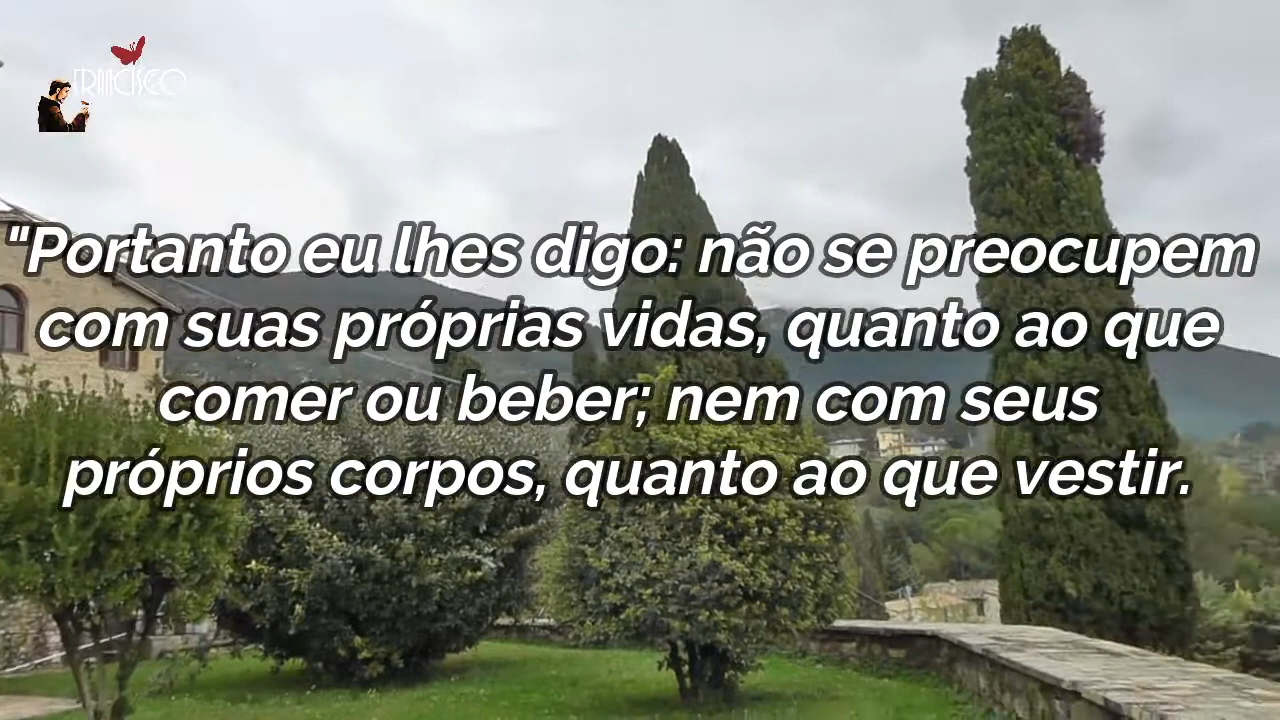 FRANCISCO
"Portanto eu lhes digo: não se preocupem
com suas próprias vidas, quanto ao que
comer ou beber; nem com seus
próprios corpos, quanto ao que vestir.